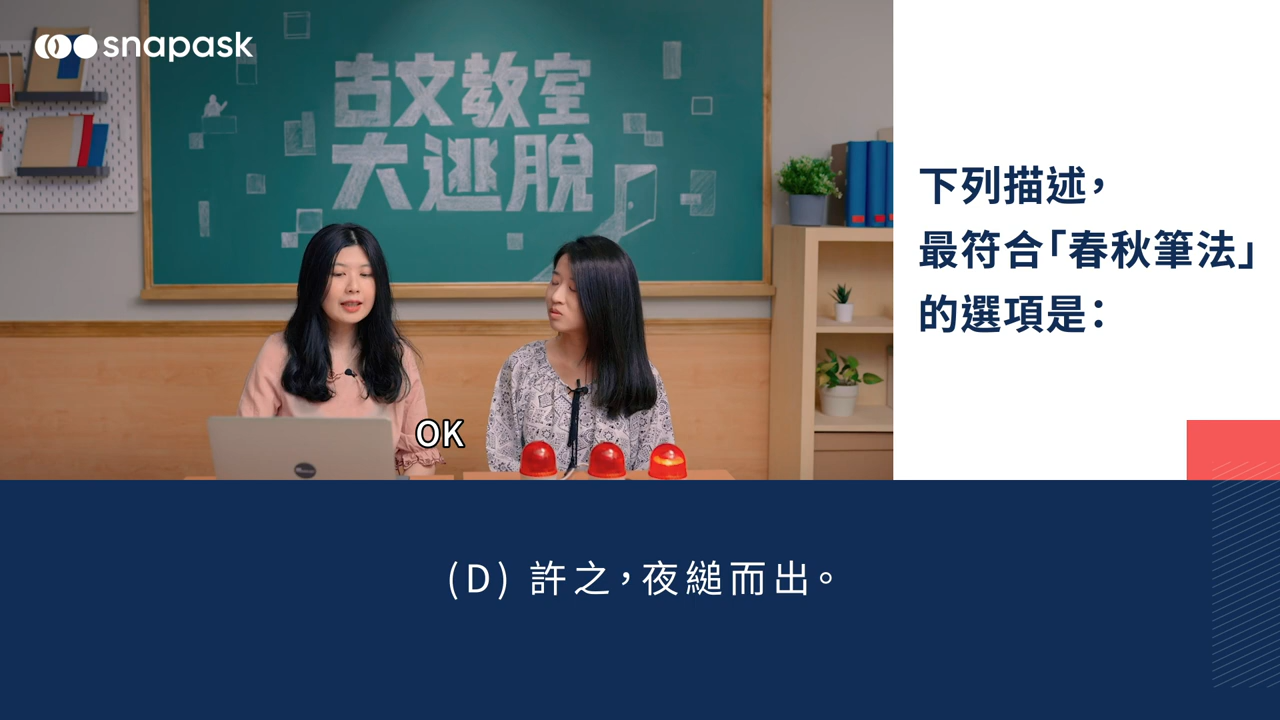 snapask
古文教室
大逃脫
下列描述，
最符合「春秋筆法」
的選項是：
OK
(D) 許之，夜縋而出。